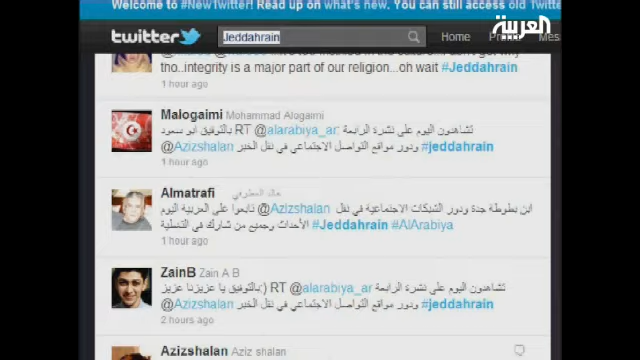 Welcome to #NewTwitter! Read up on what's new. You can still access old Twitter
العربية
twitter
Jeddahrain
Home
tho..integrity is a major part of our religion...oh wait #Jeddahrain
1 hour ago
Malogaimi Mohammad Alogaimi
بالتوفيق ابو سعود RT @alarabiya_ar: تشاهدون اليوم على نشرة الرابعة
@Azizshalan ودور مواقع التواصل الاجتماعي في نقل الخبر #jeddahrain
1 hour ago
Almatrafi خالد المطرفي
تابعوا على العربية اليوم @Azizshalan ابن بطوطة جدة ودور الشبكات الاجتماعية في نقل
الأحداث وجميع من شارك في التغطية #Jeddahrain #AlArabiya
1 hour ago
ZainB Zain A B
بالتوفيق يا عزيزنا عزيز:) RT @alarabiya_ar تشاهدون اليوم على نشرة الرابعة
@Azizshalan ودور مواقع التواصل الاجتماعي في نقل الخبر #jeddahrain
2 hours ago
Azizshalan Aziz shalan